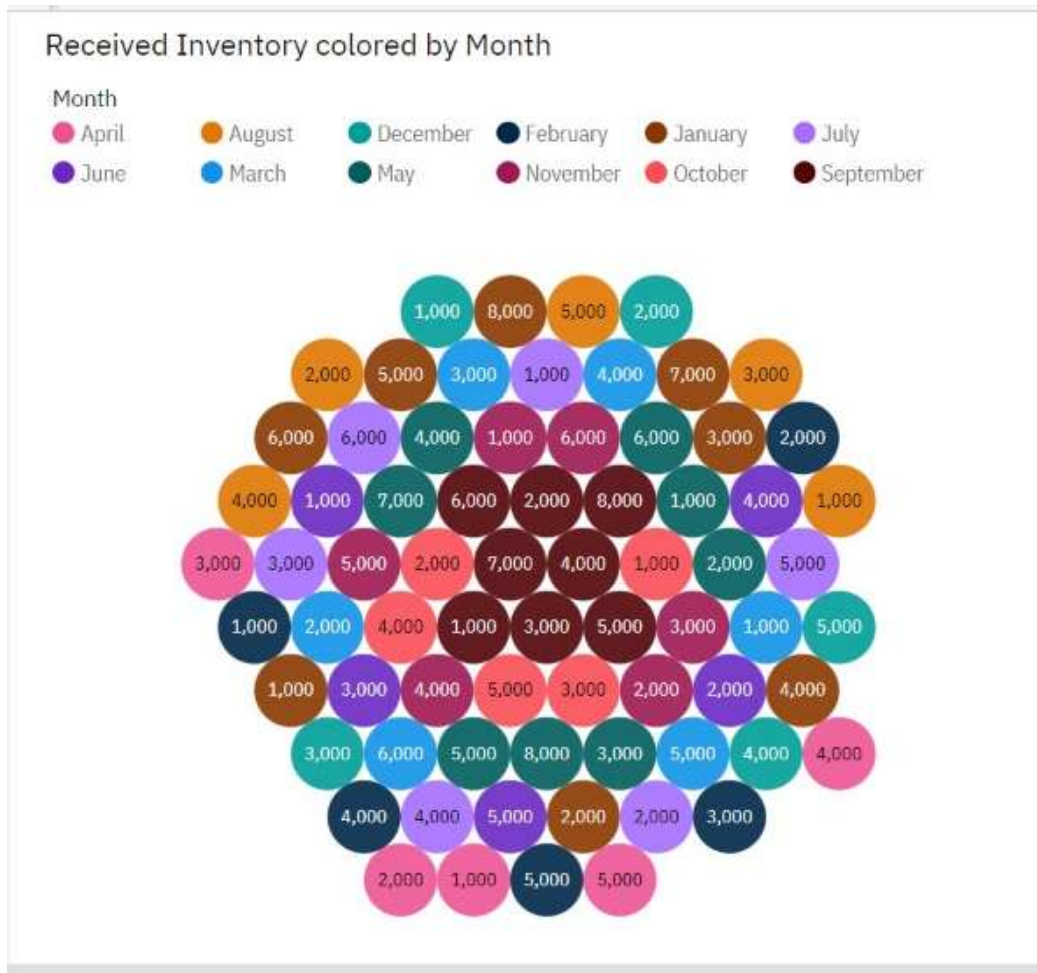 Received Inventory colored by Month
Month
April August December February January July
June March May November October September
1,000 8,000 5,000 2,000
2,000 5,000 3,000 1,000 4,000 7,000 3,000
6,000 6,000 4,000 1,000 6,000 6,000 3,000 2,000
4,000 1,000 7,000 6,000 2,000 8,000 1,000 4,000 1,000
3,000 3,000 5,000 2,000 7,000 4,000 1,000 2,000 5,000
1,000 2,000 4,000 1,000 3,000 5,000 3,000 1,000 5,000
1,000 3,000 4,000 5,000 3,000 2,000 2,000 4,000
3,000 6,000 5,000 8,000 3,000 5,000 4,000 4,000
4,000 4,000 5,000 2,000 2,000 3,000
2,000 1,000 5,000 5,000